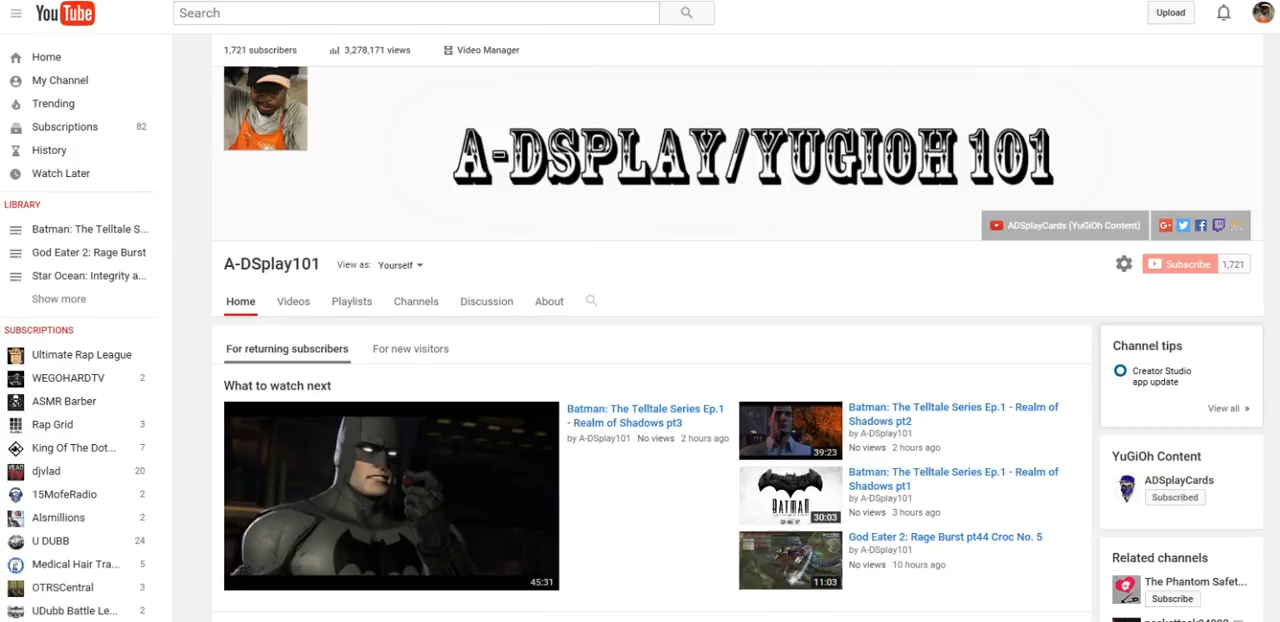 YouTube
Search
Upload
Home
My Channel
Trending
Subscriptions 82
History
Watch Later
LIBRARY
Batman: The Telltale S...
God Eater 2: Rage Burst
Star Ocean: Integrity a...
Show more
SUBSCRIPTIONS
Ultimate Rap League
WEGOHARDTV 2
ASMR Barber
Rap Grid 3
King Of The Dot... 7
djvlad 20
15MofeRadio 2
Alsmillions 2
U DUBB 24
Medical Hair Tra... 5
OTRSCentral 3
UDubb Battle Le... 2
1,721 subscribers 3,278,171 views Video Manager
A-DSPLAY/YUGIOH 101
ADSplayCards (YuGiOh Content)
A-DSplay101 View as: Yourself
Subscribe 1,721
Home Videos Playlists Channels Discussion About
For returning subscribers For new visitors
What to watch next
45:31
Batman: The Telltale Series Ep.1
- Realm of Shadows pt3
by A-DSplay101 No views 2 hours ago
39:23
Batman: The Telltale Series Ep.1 - Realm of
Shadows pt2
by A-DSplay101
No views 2 hours ago
BATMAN
30:03
Batman: The Telltale Series Ep.1 - Realm of
Shadows pt1
by A-DSplay101
No views 3 hours ago
11:03
God Eater 2: Rage Burst pt44 Croc No. 5
by A-DSplay101
No views 10 hours ago
Channel tips
Creator Studio
app update
View all »
YuGiOh Content
ADSplayCards
Subscribed
Related channels
The Phantom Safet...
Subscribe